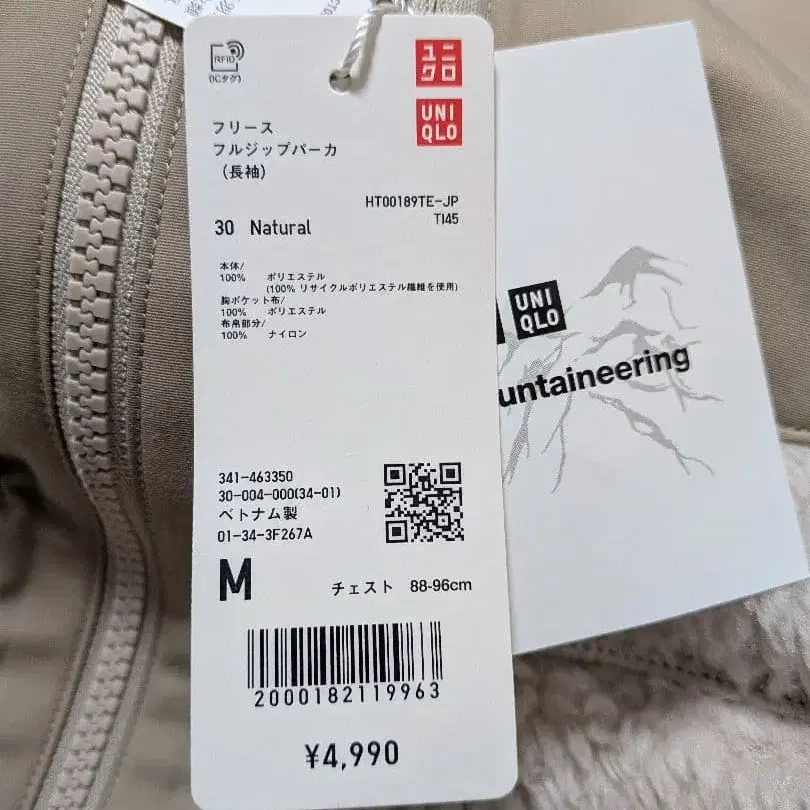 RFID
(ICタグ)
ユニ
クロ
UNI
QLO
フリース
フルジップパーカ
(長袖)
HT00189TE-JP
TI45
30 Natural
本体/
100% ポリエステル
(100% リサイクルポリエステル繊維を使用)
胸ポケット布/
100% ポリエステル
布帛部分/
100% ナイロン
341-463350
30-004-000(34-01)
ベトナム製
01-34-3F267A
M チェスト 88-96cm
2000182119963
¥4,990
UNI
QLO
untaineering